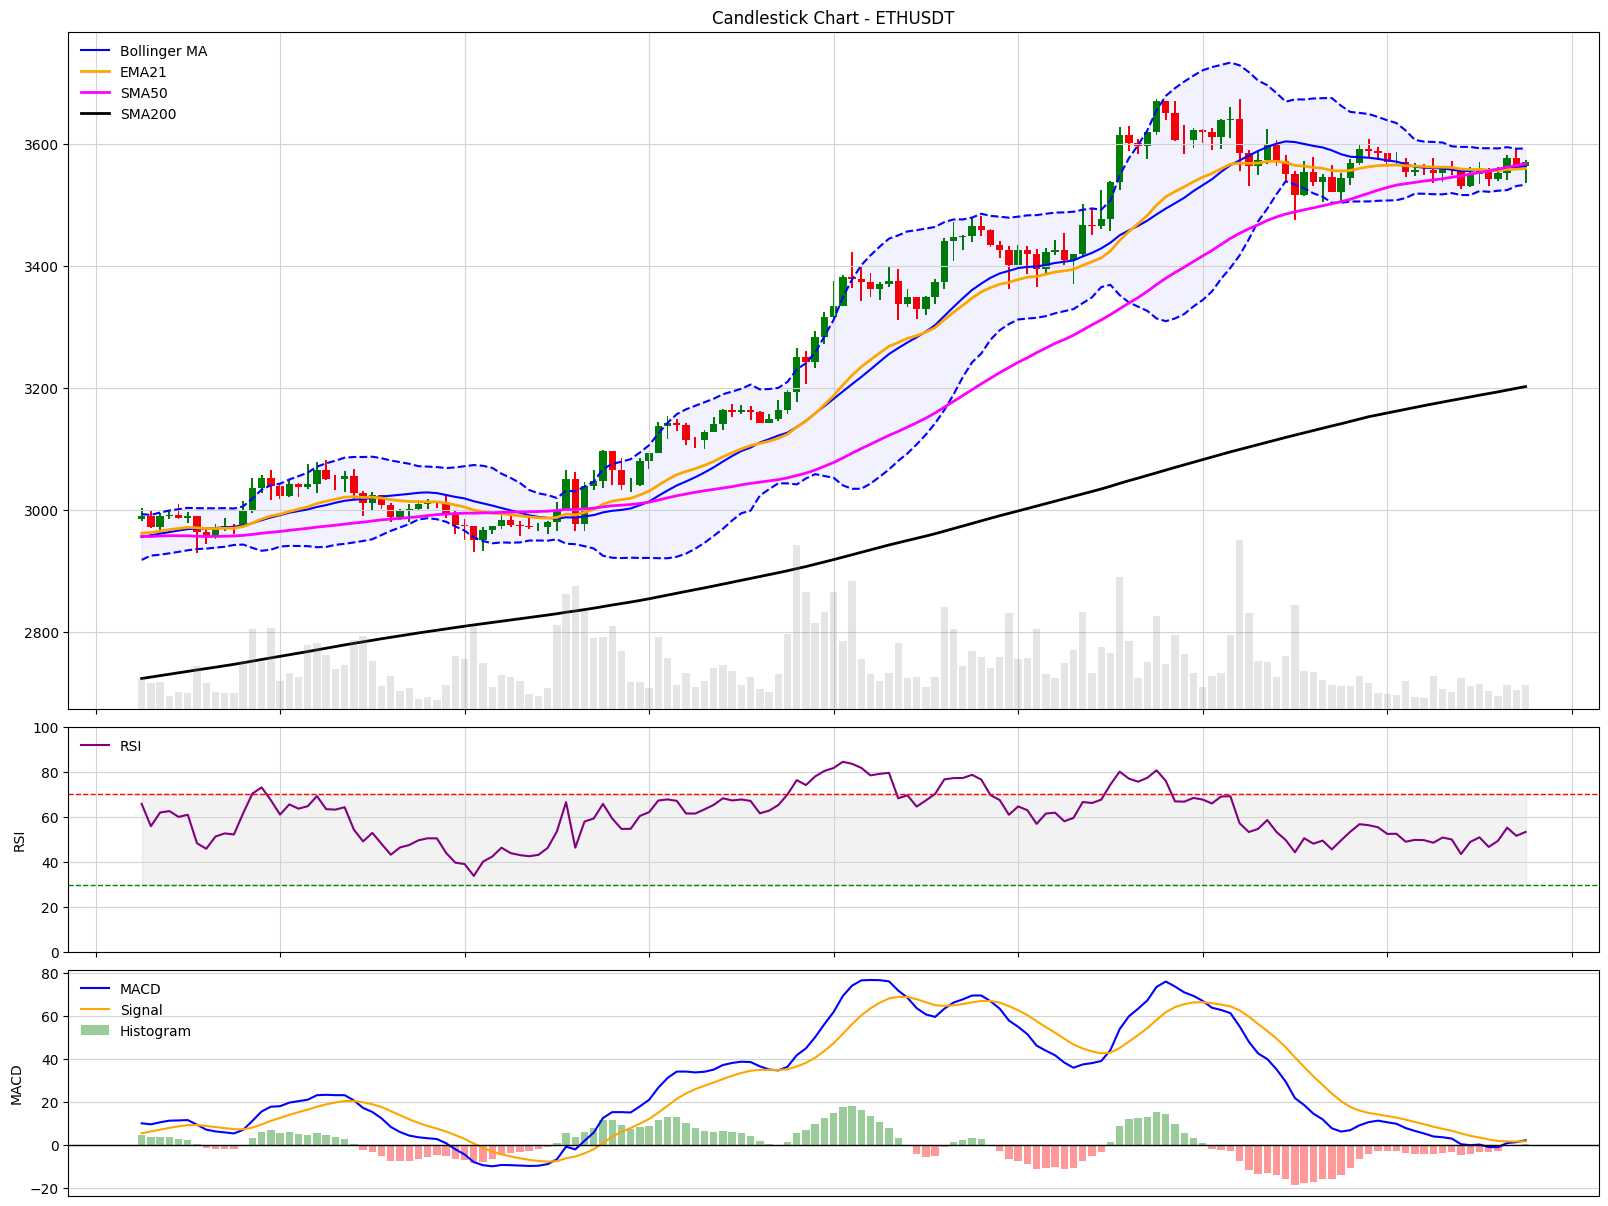 Candlestick Chart - ETHUSDT
Bollinger MA
EMA21
SMA50
SMA200
3600
3400
3200
3000
2800
100
80
60
40
20
0
RSI
RSI
80
60
40
20
0
−20
MACD
MACD
Signal
Histogram